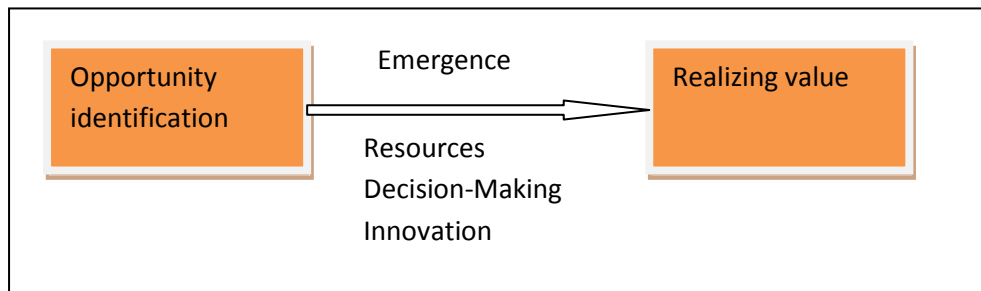 Opportunity
identification
Emergence
Resources
Decision-Making
Innovation
Realizing value